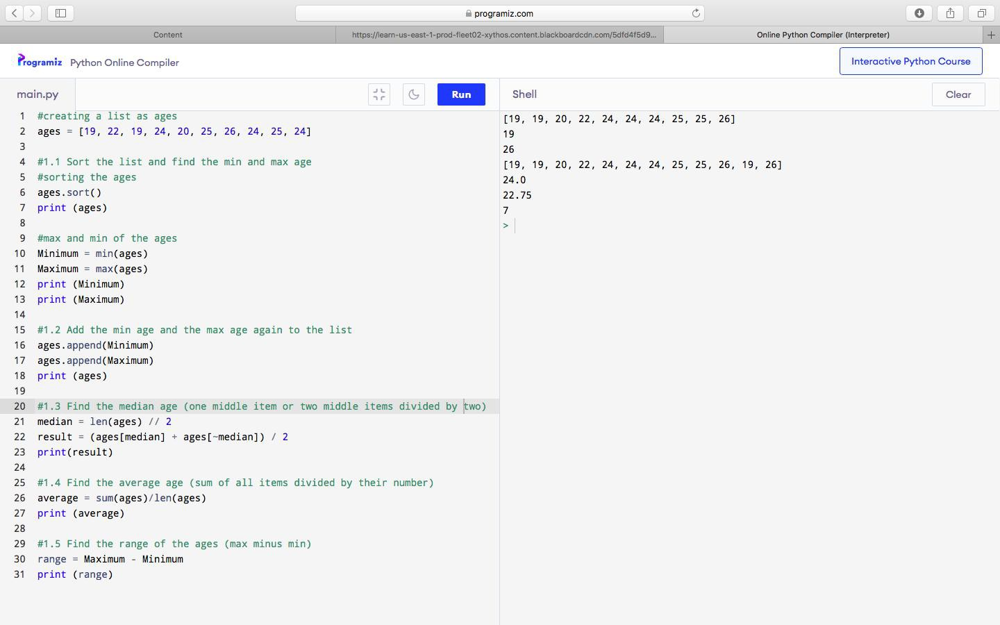 programiz.com
Content
https://learn-us-east-1-prod-fleet02-xythos.content.blackboardcdn.com/5dfd4f5d9...
Online Python Compiler (Interpreter)
Programiz Python Online Compiler
Interactive Python Course
main.py
Run
1 #creating a list as ages
2 ages = [19, 22, 19, 24, 20, 25, 26, 24, 25, 24]
3
4 #1.1 Sort the list and find the min and max age
5 #sorting the ages
6 ages.sort()
7 print (ages)
8
9 #max and min of the ages
10 Minimum = min(ages)
11 Maximum = max(ages)
12 print (Minimum)
13 print (Maximum)
14
15 #1.2 Add the min age and the max age again to the list
16 ages.append(Minimum)
17 ages.append(Maximum)
18 print (ages)
19
20 #1.3 Find the median age (one middle item or two middle items divided by two)
21 median = len(ages) // 2
22 result = (ages[median] + ages[~median]) / 2
23 print(result)
24
25 #1.4 Find the average age (sum of all items divided by their number)
26 average = sum(ages)/len(ages)
27 print (average)
28
29 #1.5 Find the range of the ages (max minus min)
30 range = Maximum - Minimum
31 print (range)
Shell
Clear
[19, 19, 20, 22, 24, 24, 24, 25, 25, 26]
19
26
[19, 19, 20, 22, 24, 24, 24, 25, 25, 26, 19, 26]
24.0
22.75
7
>